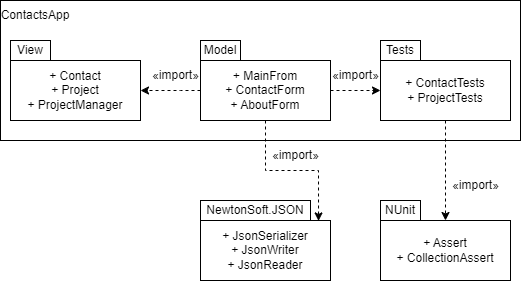 ContactsApp
View
+ Contact
+ Project
+ ProjectManager
«import»
Model
+ MainFrom
+ ContactForm
+ AboutForm
«import»
Tests
+ ContactTests
+ ProjectTests
«import»
«import»
NewtonSoft.JSON
+ JsonSerializer
+ JsonWriter
+ JsonReader
NUnit
+ Assert
+ CollectionAssert